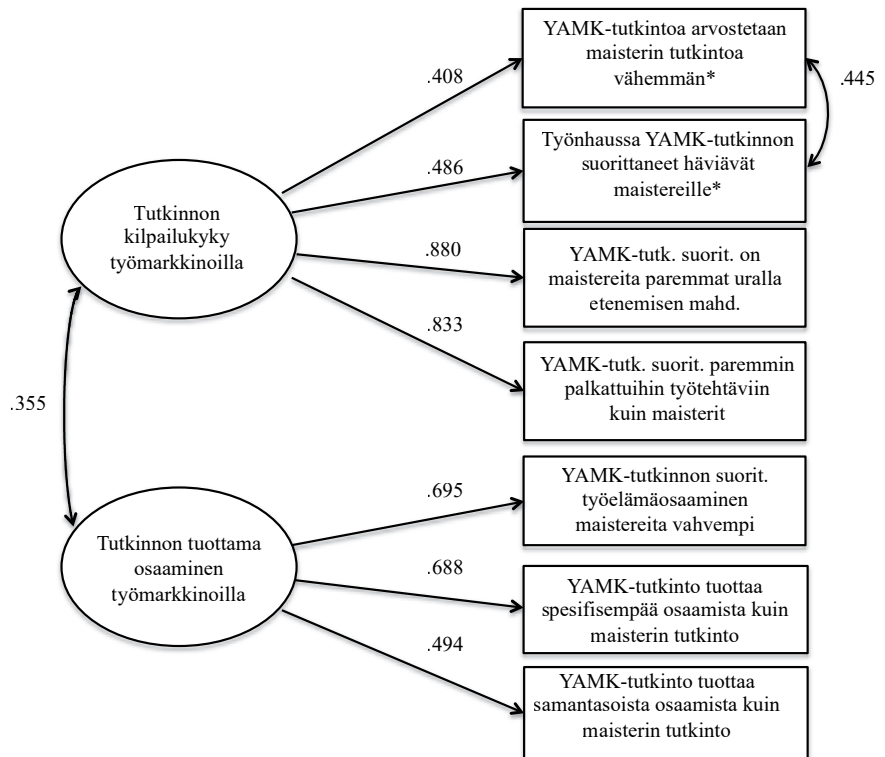 YAMK-tutkintoa arvostetaan
maisterin tutkintoa
vähemmän*
.408
.445
Työnhaussa YAMK-tutkinnon
suorittaneet häviävät
maistereille*
.486
Tutkinnon
kilpailukyky
työmarkkinoilla
.880
YAMK-tutk. suorit. on
maistereita paremmat uralla
etenemisen mahd.
.833
YAMK-tutk. suorit. paremmin
palkattuihin työtehtäviin
kuin maisterit
.355
.695
YAMK-tutkinnon suorit.
työelämäosaaminen
maistereita vahvempi
Tutkinnon tuottama
osaaminen
työmarkkinoilla
.688
YAMK-tutkinto tuottaa
spesifisempää osaamista kuin
maisterin tutkinto
.494
YAMK-tutkinto tuottaa
samantasoista osaamista kuin
maisterin tutkinto